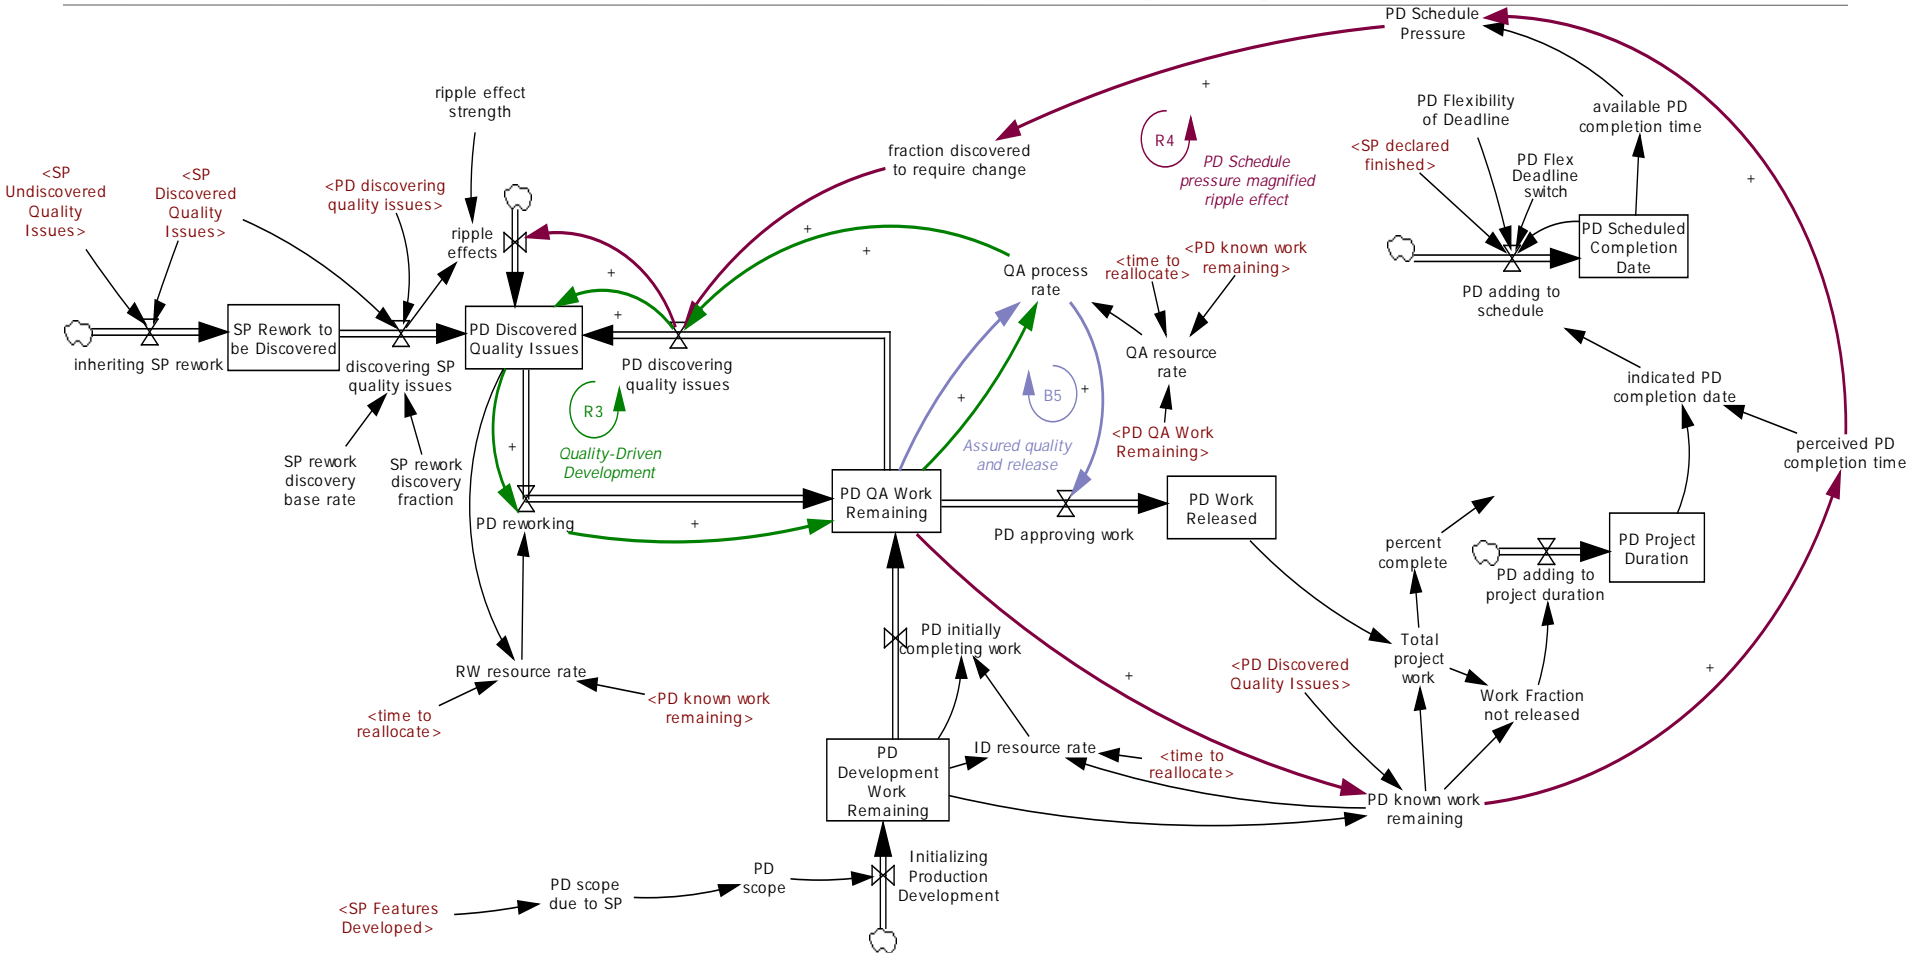 PD Schedule
Pressure
ripple effect
strength
PD Flexibility
of Deadline
available PD
completion time
<SP declared
finished>
PD Flex
Deadline
switch
fraction discovered
to require change
+
R4
PD Schedule
pressure magnified
ripple effect
+
<SP
Undiscovered
Quality
Issues>
<SP
Discovered
Quality
Issues>
<PD discovering
quality issues>
ripple
effects
+
+
+
+
QA process
rate
<time to
reallocate>
<PD known work
remaining>
PD Scheduled
Completion
Date
PD adding to
schedule
inheriting SP rework
SP Rework to
be Discovered
discovering SP
quality issues
PD Discovered
Quality Issues
PD discovering
quality issues
QA resource
rate
R3
Quality-Driven
Development
+
+
B5
+
Assured quality
and release
<PD QA Work
Remaining>
indicated PD
completion date
perceived PD
completion time
SP rework
discovery
base rate
SP rework
discovery
fraction
PD reworking
+
PD QA Work
Remaining
PD approving work
PD Work
Released
percent
complete
PD adding to
project duration
PD Project
Duration
RW resource rate
<time to
reallocate>
<PD known work
remaining>
PD initially
completing work
+
<PD Discovered
Quality Issues>
Total
project
work
Work Fraction
not released
+
PD
Development
Work
Remaining
ID resource rate
<time to
reallocate>
PD known work
remaining
<SP Features
Developed>
PD scope
due to SP
PD
scope
Initializing
Production
Development